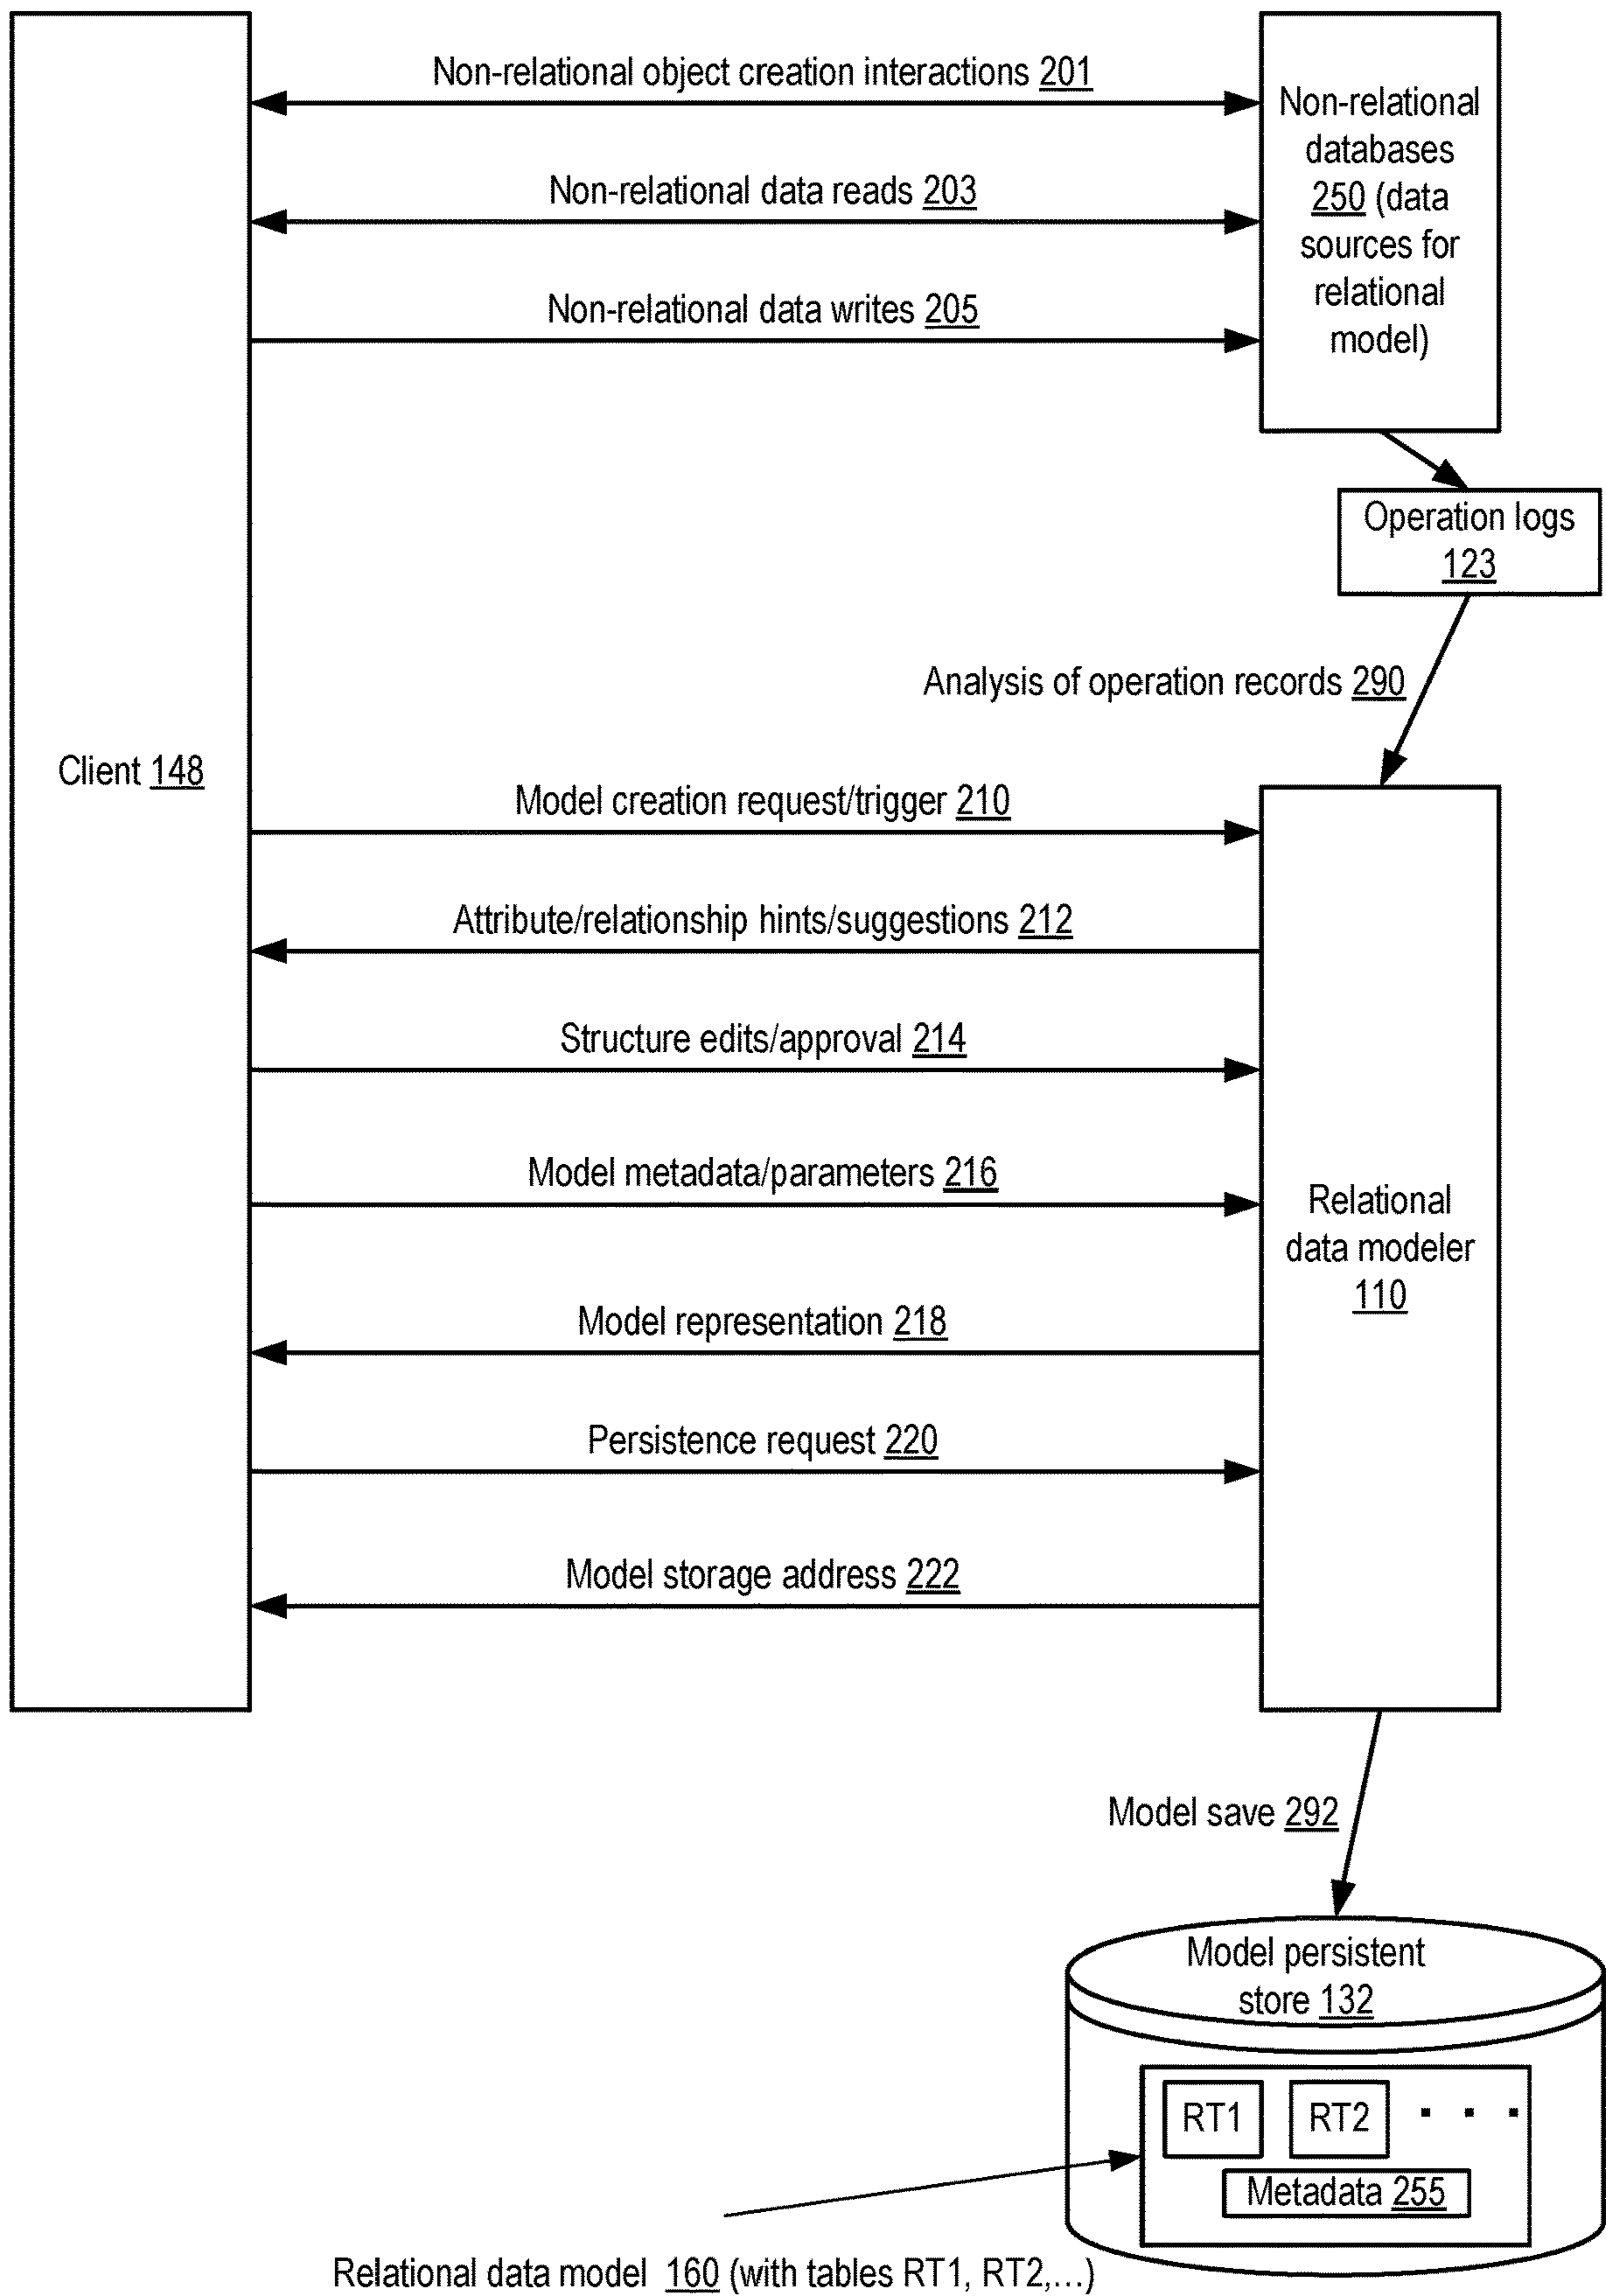 Non-relational object creation interactions 201
Non-relational
databases
250 (data
sources for
relational
model)
Non-relational data reads 203
Non-relational data writes 205
Operation logs
123
Analysis of operation records 290
Client 148
Model creation request/trigger 210
Attribute/relationship hints/suggestions 212
Structure edits/approval 214
Model metadata/parameters 216
Relational
data modeler
110
Model representation 218
Persistence request 220
Model storage address 222
Model save 292
Model persistent
store 132
RT1
RT2
. . .
Metadata 255
Relational data model 160 (with tables RT1, RT2,...)